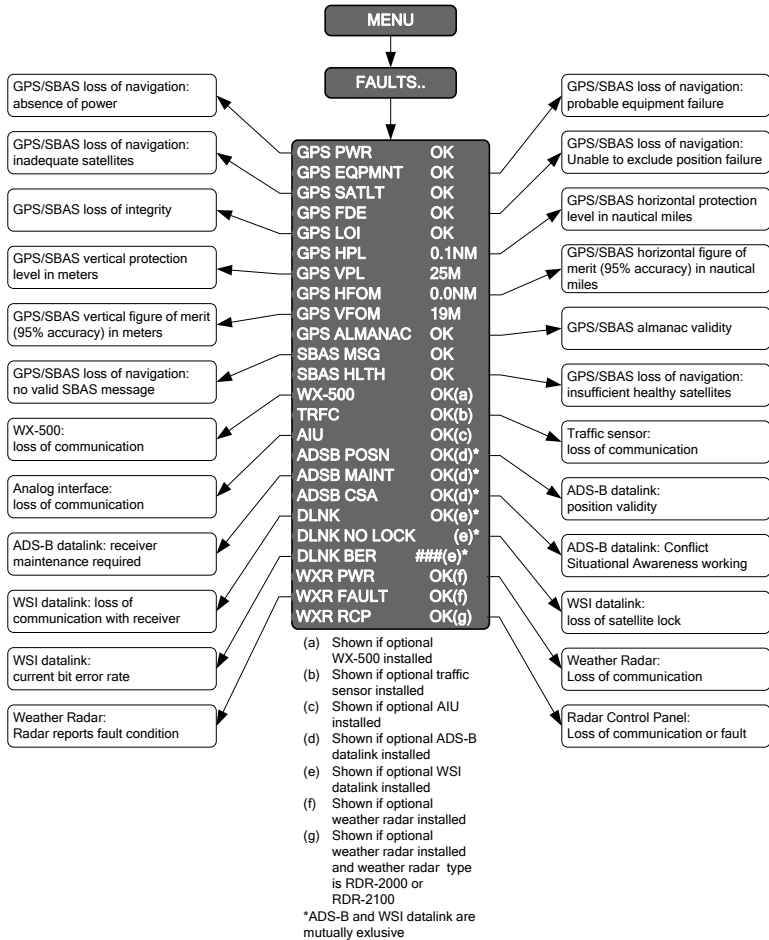 MENU
FAULTS..
GPS/SBAS loss of navigation:
absence of power
GPS/SBAS loss of navigation:
inadequate satellites
GPS/SBAS loss of integrity
GPS/SBAS vertical protection
level in meters
GPS/SBAS vertical figure of merit
(95% accuracy) in meters
GPS/SBAS loss of navigation:
no valid SBAS message
WX-500:
loss of communication
Analog interface:
loss of communication
ADS-B datalink: receiver
maintenance required
WSI datalink: loss of
communication with receiver
WSI datalink:
current bit error rate
Weather Radar:
Radar reports fault condition
GPS PWR OK
GPS EQPMNT OK
GPS SATLT OK
GPS FDE OK
GPS LOI OK
GPS HPL 0.1NM
GPS VPL 25M
GPS HFOM 0.0NM
GPS VFOM 19M
GPS ALMANAC OK
SBAS MSG OK
SBAS HLTH OK
WX-500 OK(a)
TRFC OK(b)
AIU OK(c)
ADSB POSN OK(d)*
ADSB MAINT OK(d)*
ADSB CSA OK(d)*
DLNK OK(e)*
DLNK NO LOCK (e)*
DLNK BER ###(e)*
WXR PWR OK(f)
WXR FAULT OK(f)
WXR RCP OK(g)
GPS/SBAS loss of navigation:
probable equipment failure
GPS/SBAS loss of navigation:
Unable to exclude position failure
GPS/SBAS horizontal protection
level in nautical miles
GPS/SBAS horizontal figure of
merit (95% accuracy) in nautical
miles
GPS/SBAS almanac validity
GPS/SBAS loss of navigation:
insufficient healthy satellites
Traffic sensor:
loss of communication
ADS-B datalink:
position validity
ADS-B datalink: Conflict
Situational Awareness working
WSI datalink:
loss of satellite lock
Weather Radar:
Loss of communication
Radar Control Panel:
Loss of communication or fault
(a) Shown if optional
WX-500 installed
(b) Shown if optional traffic
sensor installed
(c) Shown if optional AIU
installed
(d) Shown if optional ADS-B
datalink installed
(e) Shown if optional WSI
datalink installed
(f) Shown if optional
weather radar installed
(g) Shown if optional
weather radar installed
and weather radar type
is RDR-2000 or
RDR-2100
*ADS-B and WSI datalink are
mutually exlusive